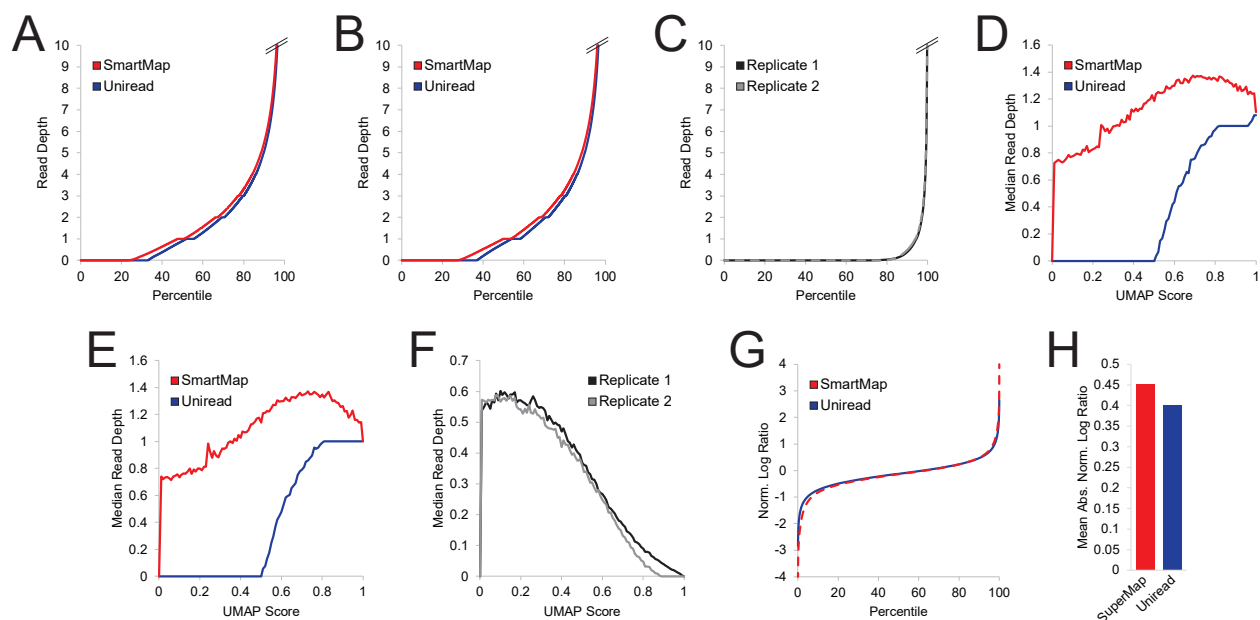 A
10
9
8
7
6
5
4
3
2
1
0
Read Depth
SmartMap
Uniread
0 20 40 60 80 100
Percentile
B
10
9
8
7
6
5
4
3
2
1
0
Read Depth
SmartMap
Uniread
0 20 40 60 80 100
Percentile
C
10
9
8
7
6
5
4
3
2
1
0
Read Depth
Replicate 1
Replicate 2
0 20 40 60 80 100
Percentile
D
1.6
1.4
1.2
1
0.8
0.6
0.4
0.2
0
Median Read Depth
SmartMap
Uniread
0 0.2 0.4 0.6 0.8 1
UMAP Score
E
1.6
1.4
1.2
1
0.8
0.6
0.4
0.2
0
Median Read Depth
SmartMap
Uniread
0 0.2 0.4 0.6 0.8 1
UMAP Score
F
0.7
0.6
0.5
0.4
0.3
0.2
0.1
0
Median Read Depth
Replicate 1
Replicate 2
0 0.2 0.4 0.6 0.8 1
UMAP Score
G
4
3
2
1
0
-1
-2
-3
-4
Norm. Log Ratio
SmartMap
Uniread
0 20 40 60 80 100
Percentile
H
0.5
0.45
0.4
0.35
0.3
0.25
0.2
0.15
0.1
0.05
0
Mean Abs. Norm. Log Ratio
SuperMap
Uniread